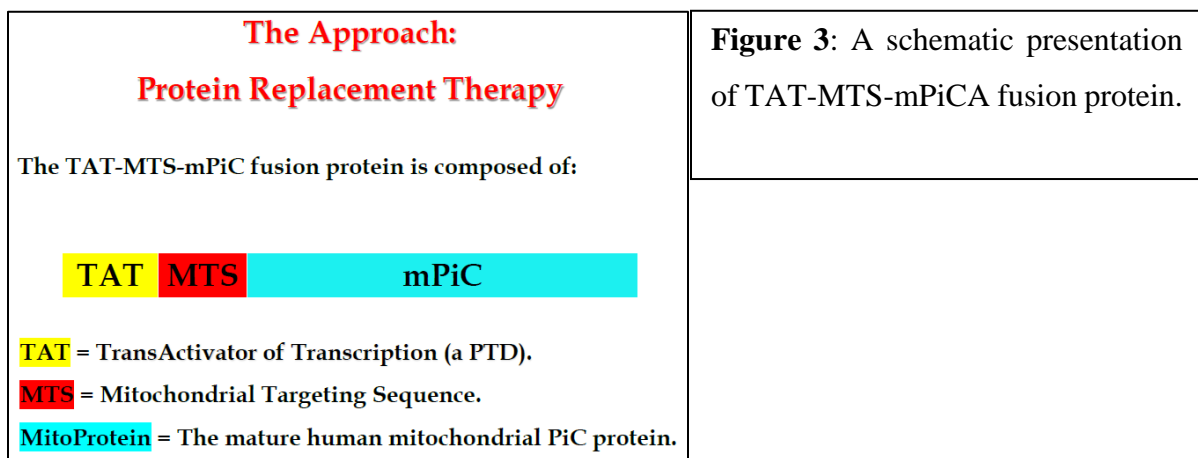 The Approach:
Protein Replacement Therapy
The TAT-MTS-mPiC fusion protein is composed of:
TAT MTS mPiC
TAT = TransActivator of Transcription (a PTD).
MTS = Mitochondrial Targeting Sequence.
MitoProtein = The mature human mitochondrial PiC protein.
Figure 3: A schematic presentation
of TAT-MTS-mPiCA fusion protein.